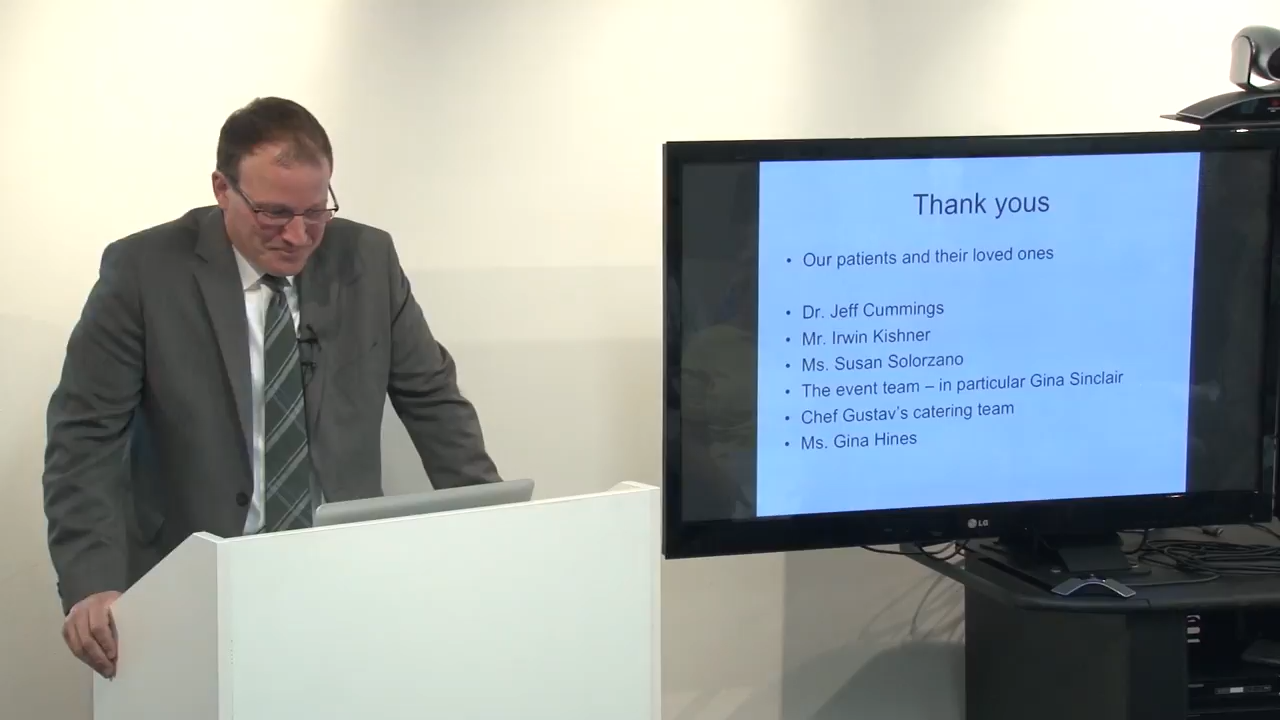 Thank yous
• Our patients and their loved ones
• Dr. Jeff Cummings
• Mr. Irwin Kishner
• Ms. Susan Solorzano
• The event team – in particular Gina Sinclair
• Chef Gustav's catering team
• Ms. Gina Hines
LG